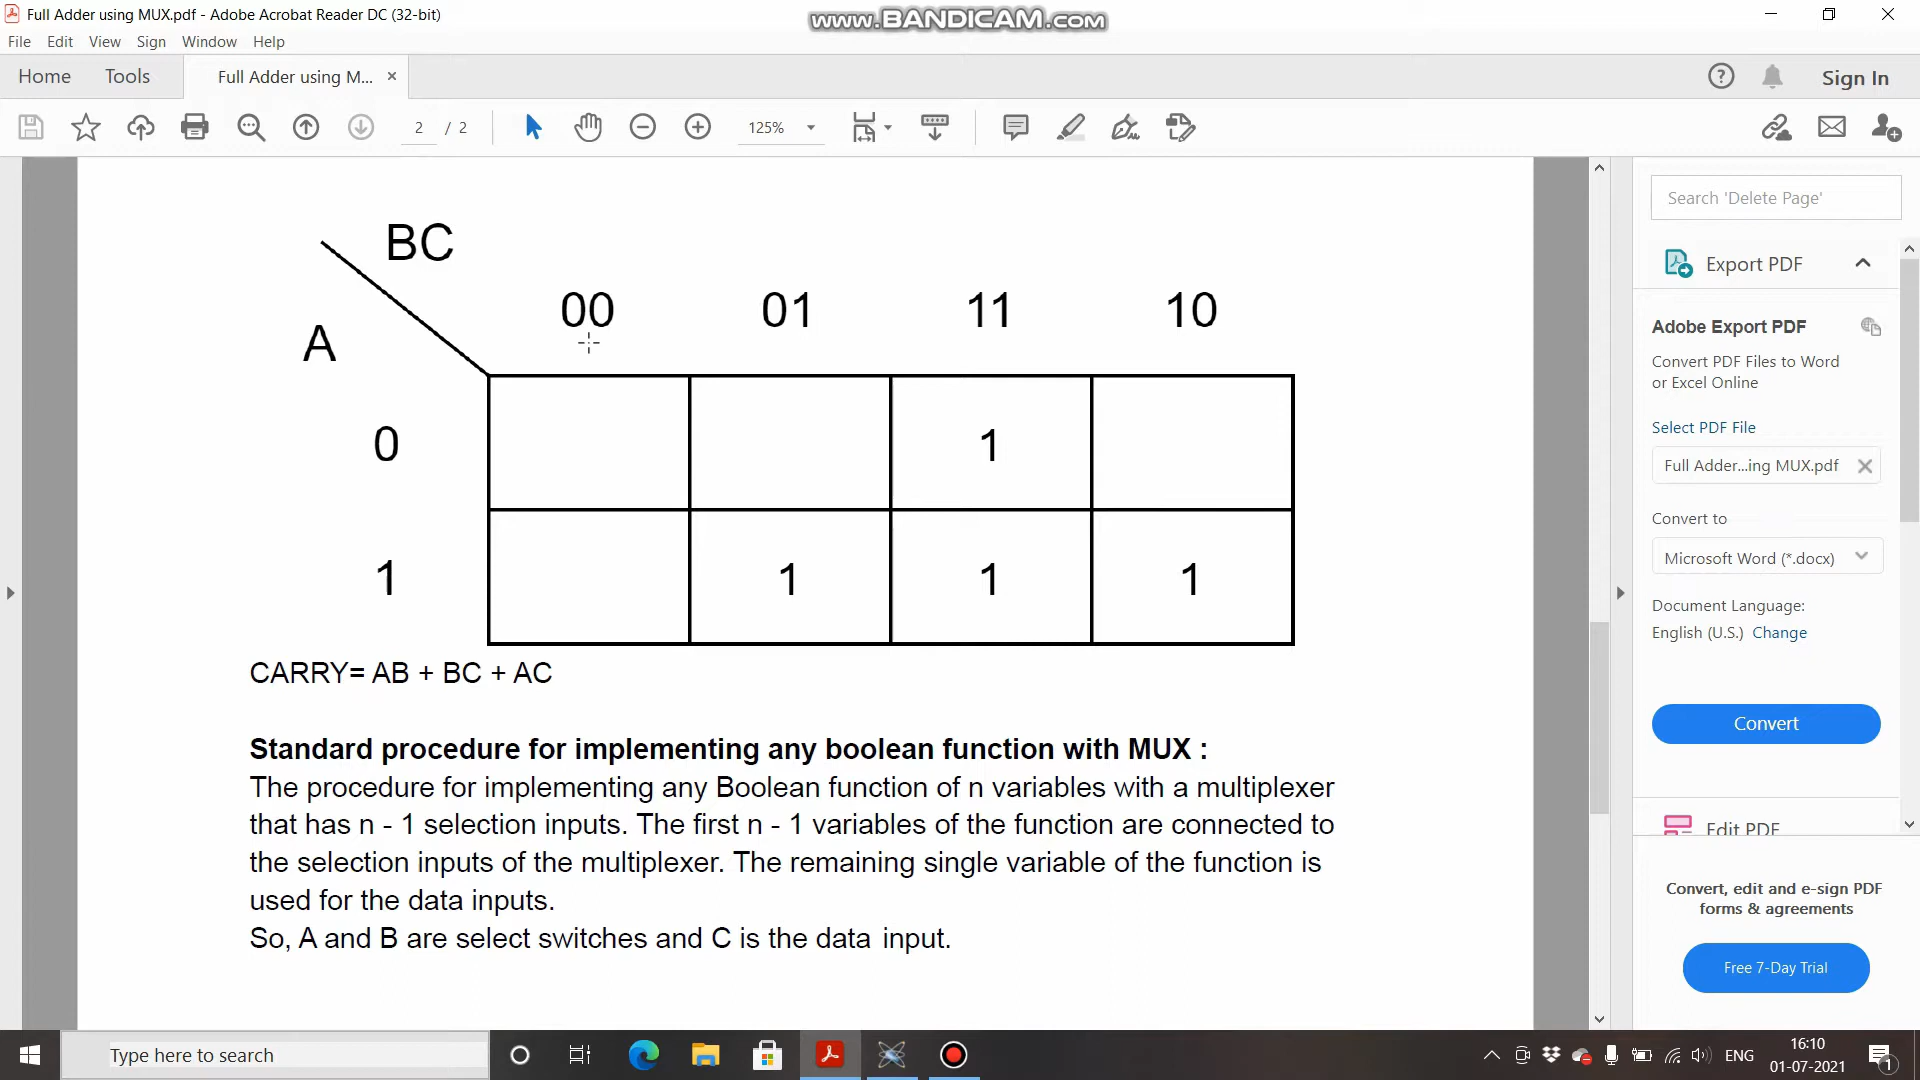 Full Adder using MUX.pdf - Adobe Acrobat Reader DC (32-bit)
www.BANDICAM.com
File Edit View Sign Window Help
Home Tools Full Adder using M... ×
Sign In
2 / 2
125%
Search 'Delete Page'
BC
A
00 01 11 10
0 1
1 1 1 1
CARRY= AB + BC + AC
Standard procedure for implementing any boolean function with MUX :
The procedure for implementing any Boolean function of n variables with a multiplexer
that has n - 1 selection inputs. The first n - 1 variables of the function are connected to
the selection inputs of the multiplexer. The remaining single variable of the function is
used for the data inputs.
So, A and B are select switches and C is the data input.
Export PDF
Adobe Export PDF
Convert PDF Files to Word
or Excel Online
Select PDF File
Full Adder...ing MUX.pdf
Convert to
Microsoft Word (*.docx)
Document Language:
English (U.S.) Change
Convert
Edit PDF
Convert, edit and e-sign PDF
forms & agreements
Free 7-Day Trial
Type here to search
ENG
16:10
01-07-2021
1